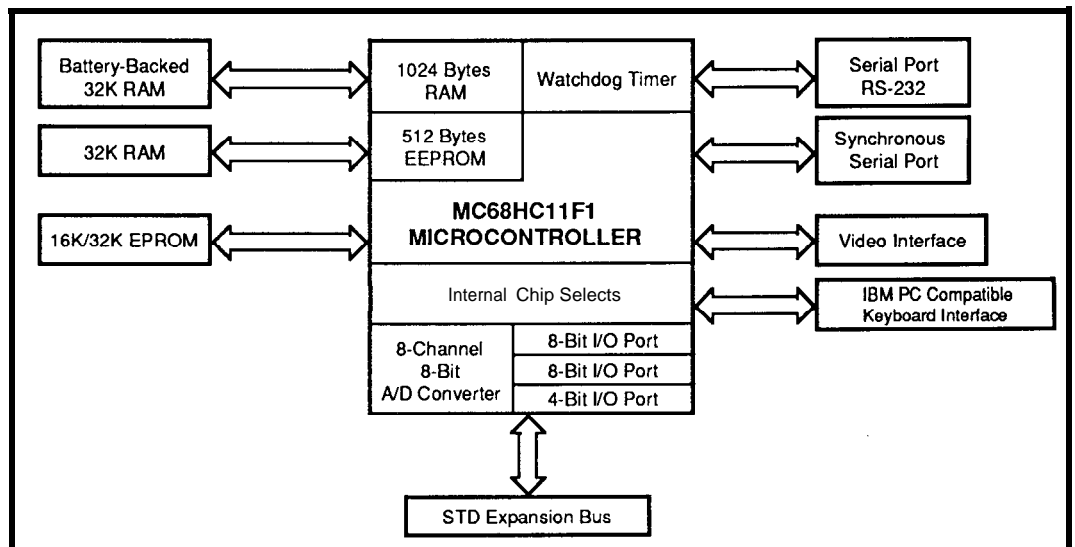 Battery-Backed
32K RAM
32K RAM
16K/32K EPROM
1024 Bytes
RAM
Watchdog Timer
512 Bytes
EEPROM
MC68HC11F1
MICROCONTROLLER
Internal Chip Selects
8-Channel
8-Bit
A/D Converter
8-Bit I/O Port
8-Bit I/O Port
4-Bit I/O Port
Serial Port
RS-232
Synchronous
Serial Port
Video Interface
IBM PC Compatible
Keyboard Interface
STD Expansion Bus